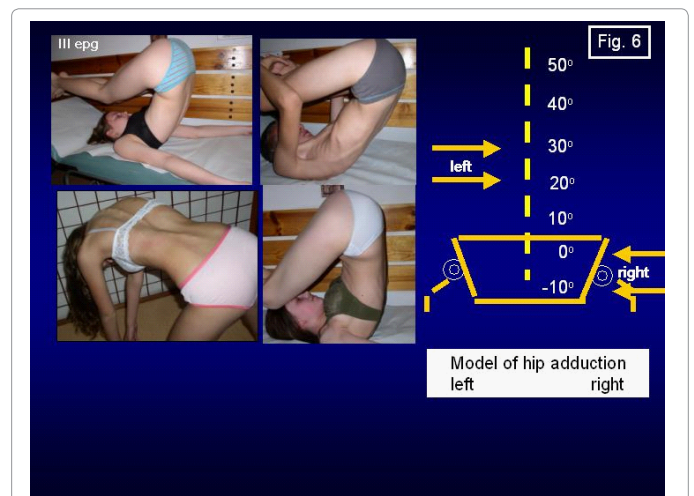 III epg
Fig. 6
50°
40°
30°
left
20°
10°
0°
right
-10°
Model of hip adduction
left right